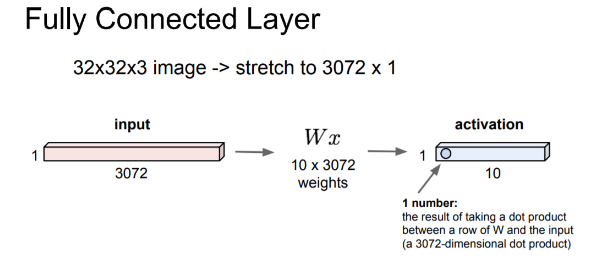 Fully Connected Layer
32x32x3 image -> stretch to 3072 x 1
input
1
3072
Wx
10 x 3072
weights
activation
1
10
1 number:
the result of taking a dot product
between a row of W and the input
(a 3072-dimensional dot product)